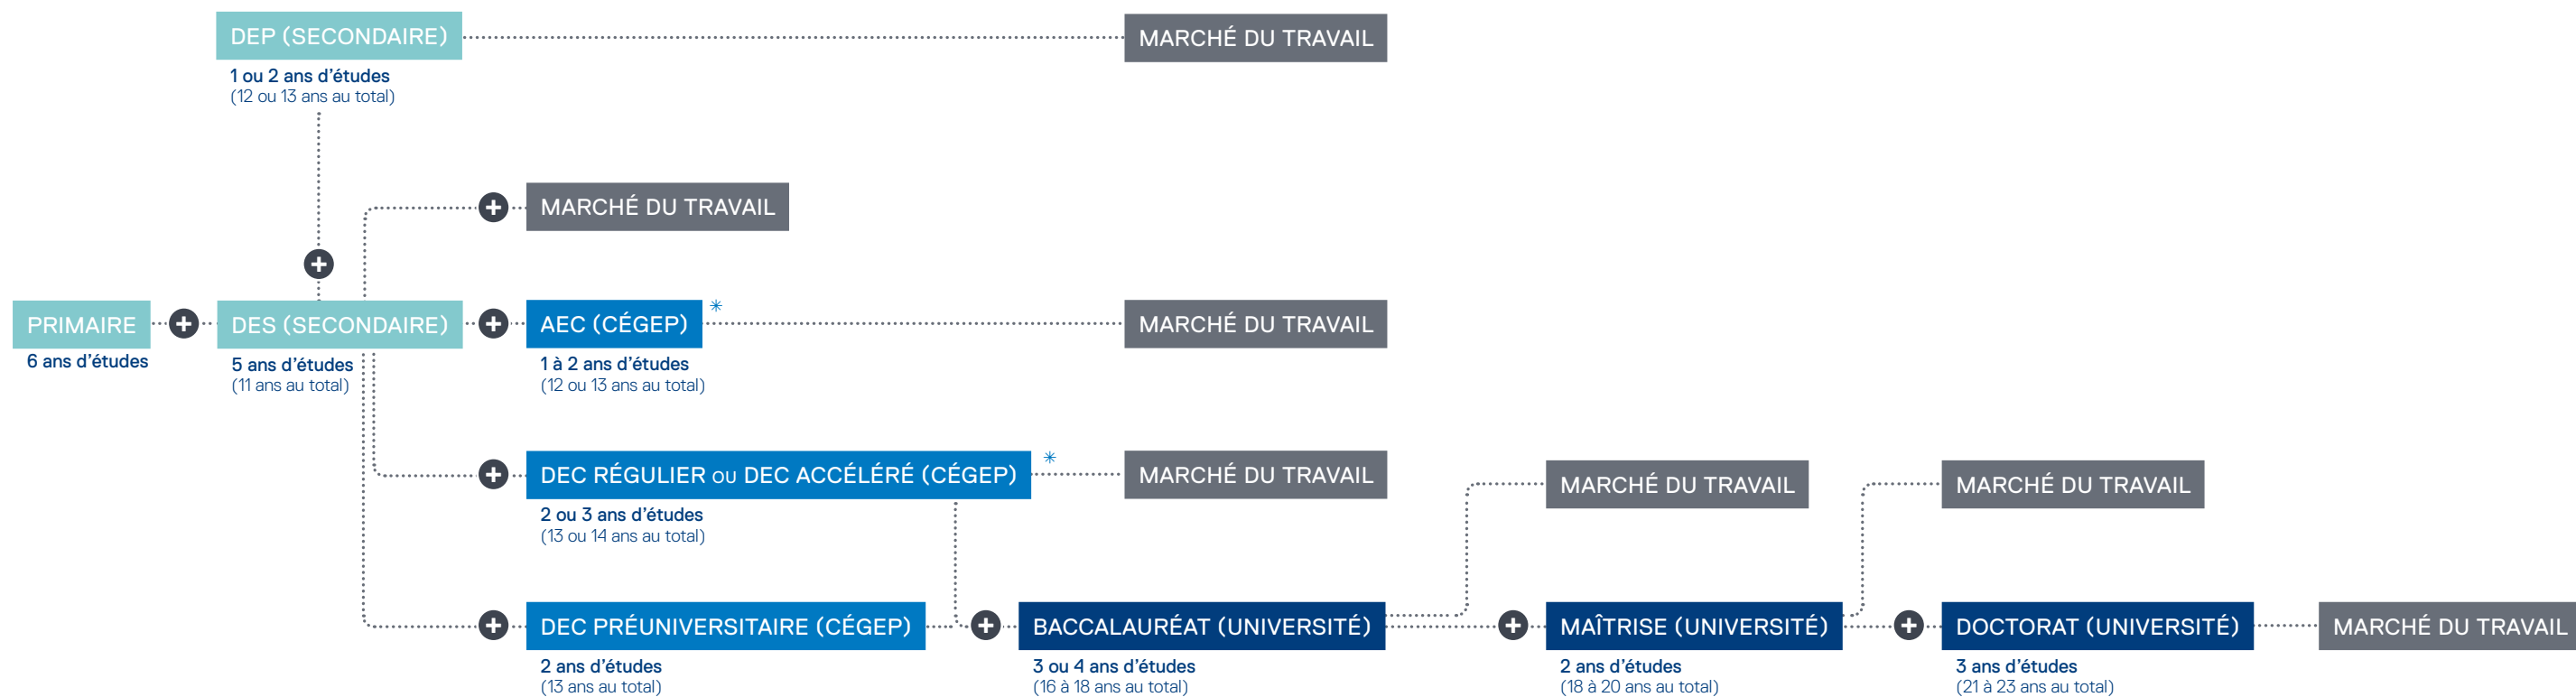 DEP (SECONDAIRE)
MARCHÉ DU TRAVAIL
1 ou 2 ans d'études
(12 ou 13 ans au total)
MARCHÉ DU TRAVAIL
PRIMAIRE
6 ans d'études
DES (SECONDAIRE)
5 ans d'études
(11 ans au total)
AEC (CÉGEP) *
1 à 2 ans d'études
(12 ou 13 ans au total)
MARCHÉ DU TRAVAIL
DEC RÉGULIER OU DEC ACCÉLÉRÉ (CÉGEP) *
2 ou 3 ans d'études
(13 ou 14 ans au total)
MARCHÉ DU TRAVAIL
MARCHÉ DU TRAVAIL
MARCHÉ DU TRAVAIL
DEC PRÉUNIVERSITAIRE (CÉGEP)
2 ans d'études
(13 ans au total)
BACCALAURÉAT (UNIVERSITÉ)
3 ou 4 ans d'études
(16 à 18 ans au total)
MAÎTRISE (UNIVERSITÉ)
2 ans d'études
(18 à 20 ans au total)
DOCTORAT (UNIVERSITÉ)
3 ans d'études
(21 à 23 ans au total)
MARCHÉ DU TRAVAIL